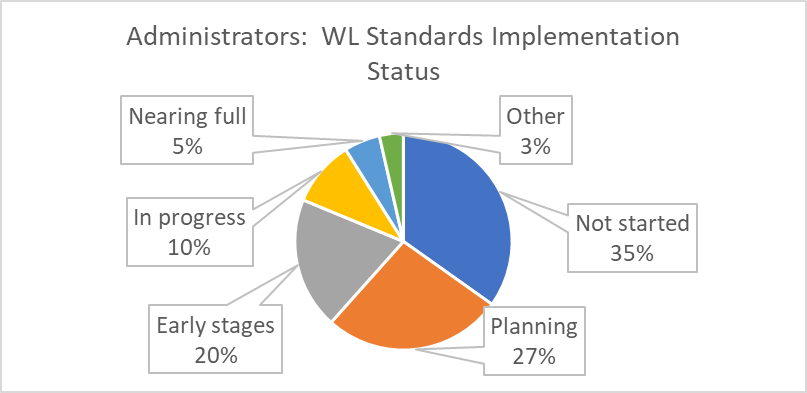 Administrators:  WL Standards Implementation
Status
Nearing full
5%
Other
3%
In progress
10%
Not started
35%
Early stages
20%
Planning
27%